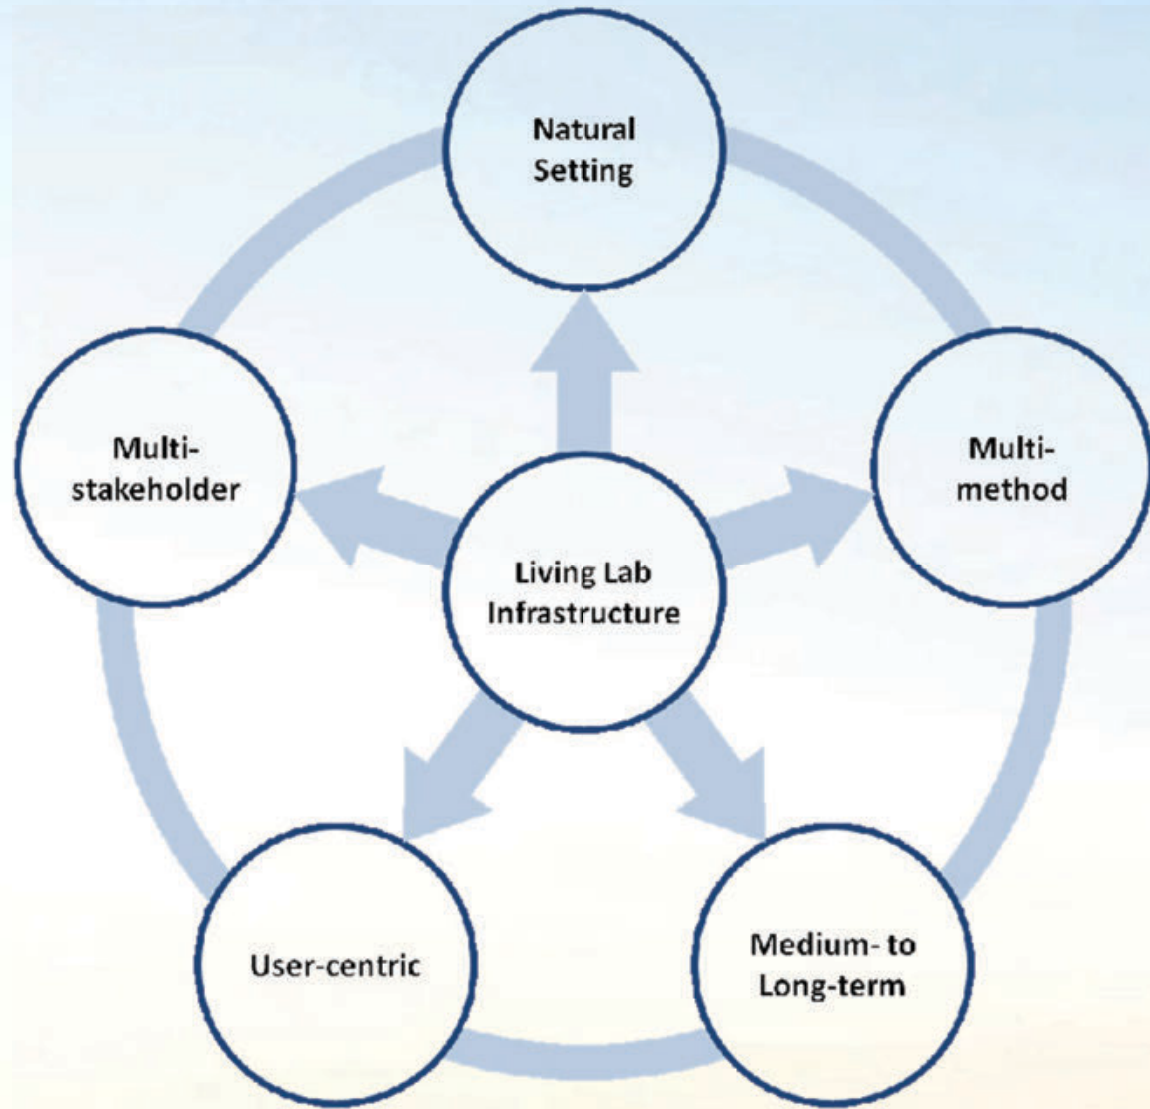 Natural
Setting
Multi-
stakeholder
Multi-
method
Living Lab
Infrastructure
User-centric
Medium- to
Long-term